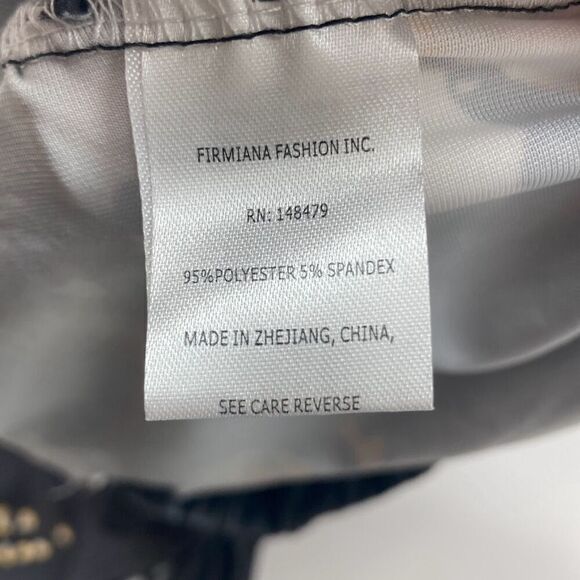 FIRMIANA FASHION INC.
RN: 148479
95%POLYESTER 5% SPANDEX
MADE IN ZHEJIANG, CHINA,
SEE CARE REVERSE